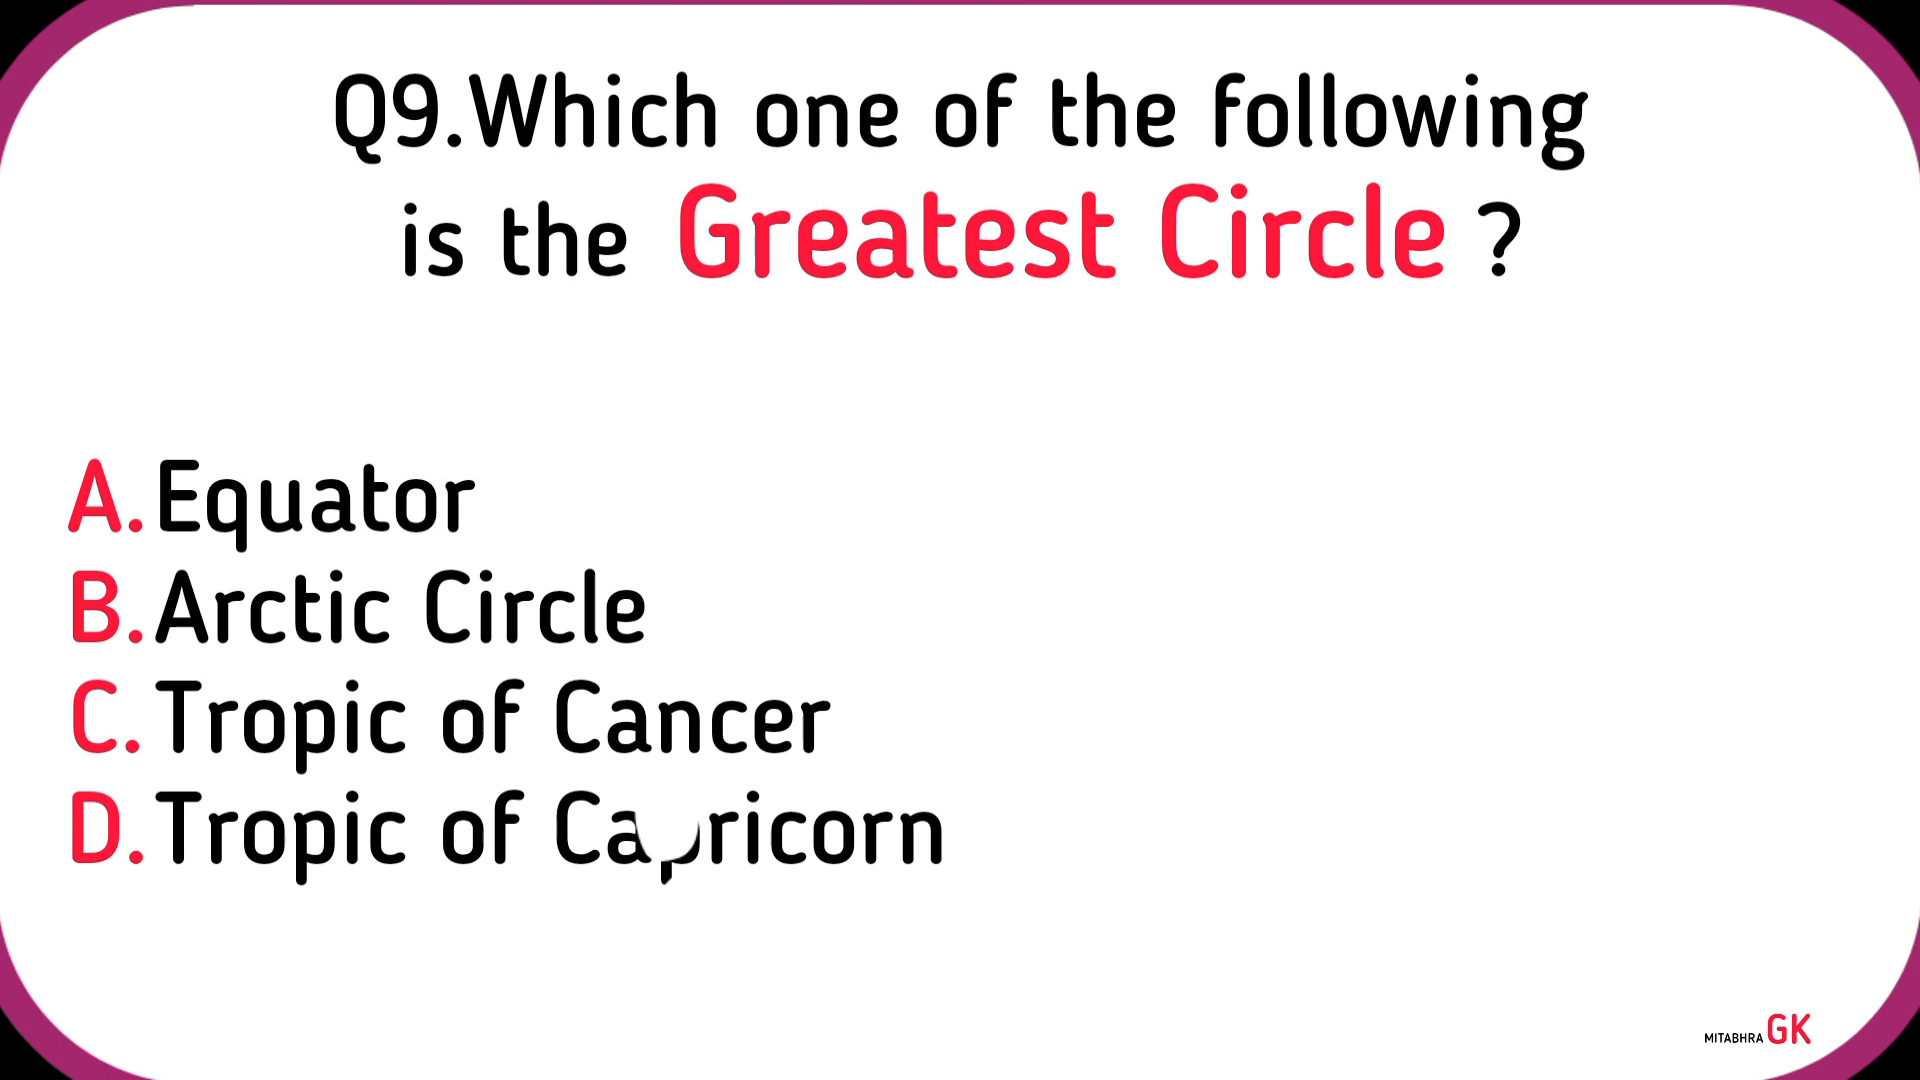 Q9.Which one of the following
is the Greatest Circle ?
A.Equator
B.Arctic Circle
C.Tropic of Cancer
D.Tropic of Capricorn
MITABHRA GK